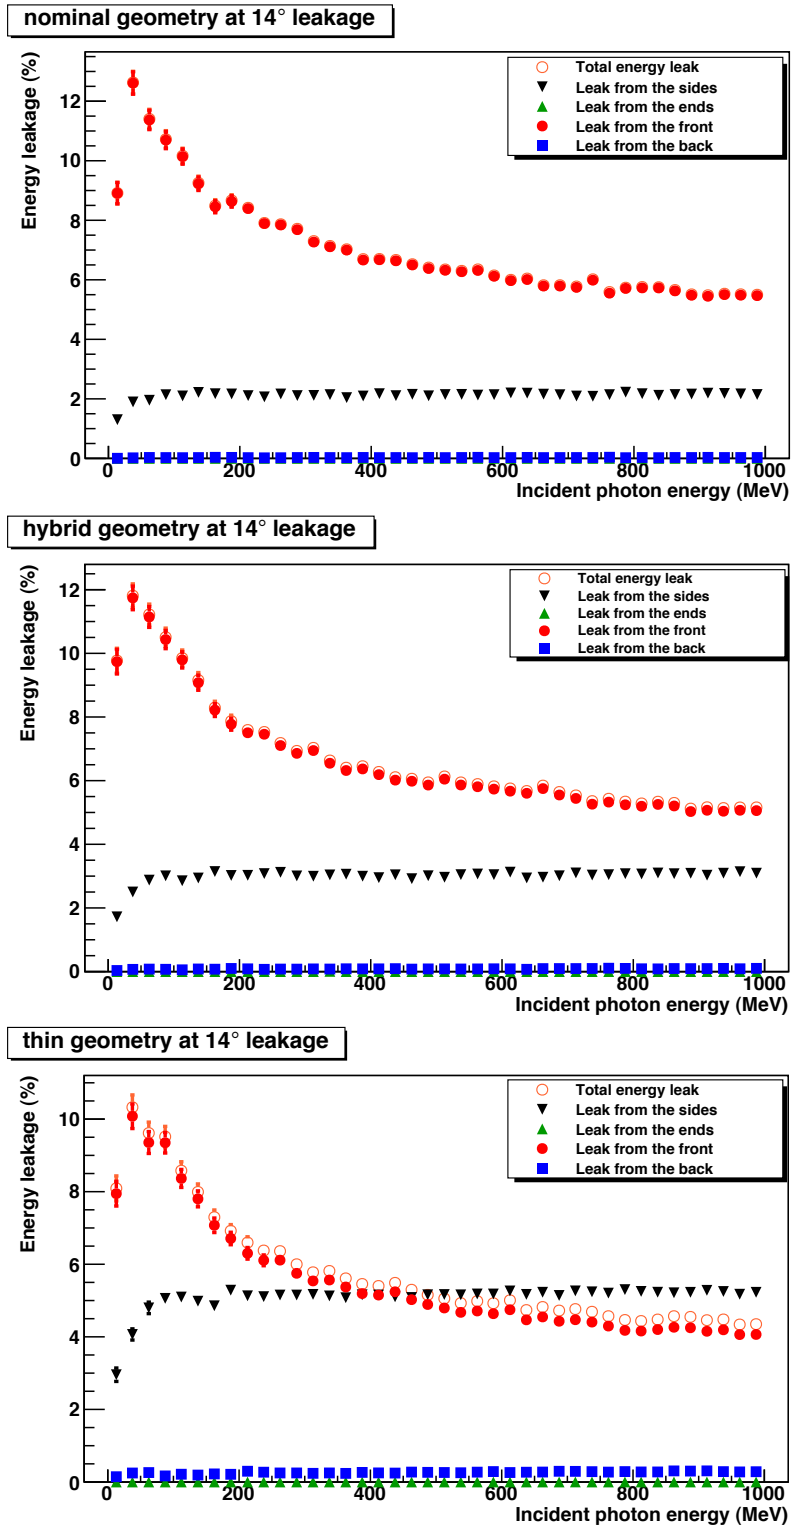 nominal geometry at 14° leakage
Energy leakage (%)
Total energy leak
Leak from the sides
Leak from the ends
Leak from the front
Leak from the back
12
10
8
6
4
2
0
0 200 400 600 800 1000
Incident photon energy (MeV)
hybrid geometry at 14° leakage
Energy leakage (%)
Total energy leak
Leak from the sides
Leak from the ends
Leak from the front
Leak from the back
12
10
8
6
4
2
0
0 200 400 600 800 1000
Incident photon energy (MeV)
thin geometry at 14° leakage
Energy leakage (%)
Total energy leak
Leak from the sides
Leak from the ends
Leak from the front
Leak from the back
10
8
6
4
2
0
0 200 400 600 800 1000
Incident photon energy (MeV)